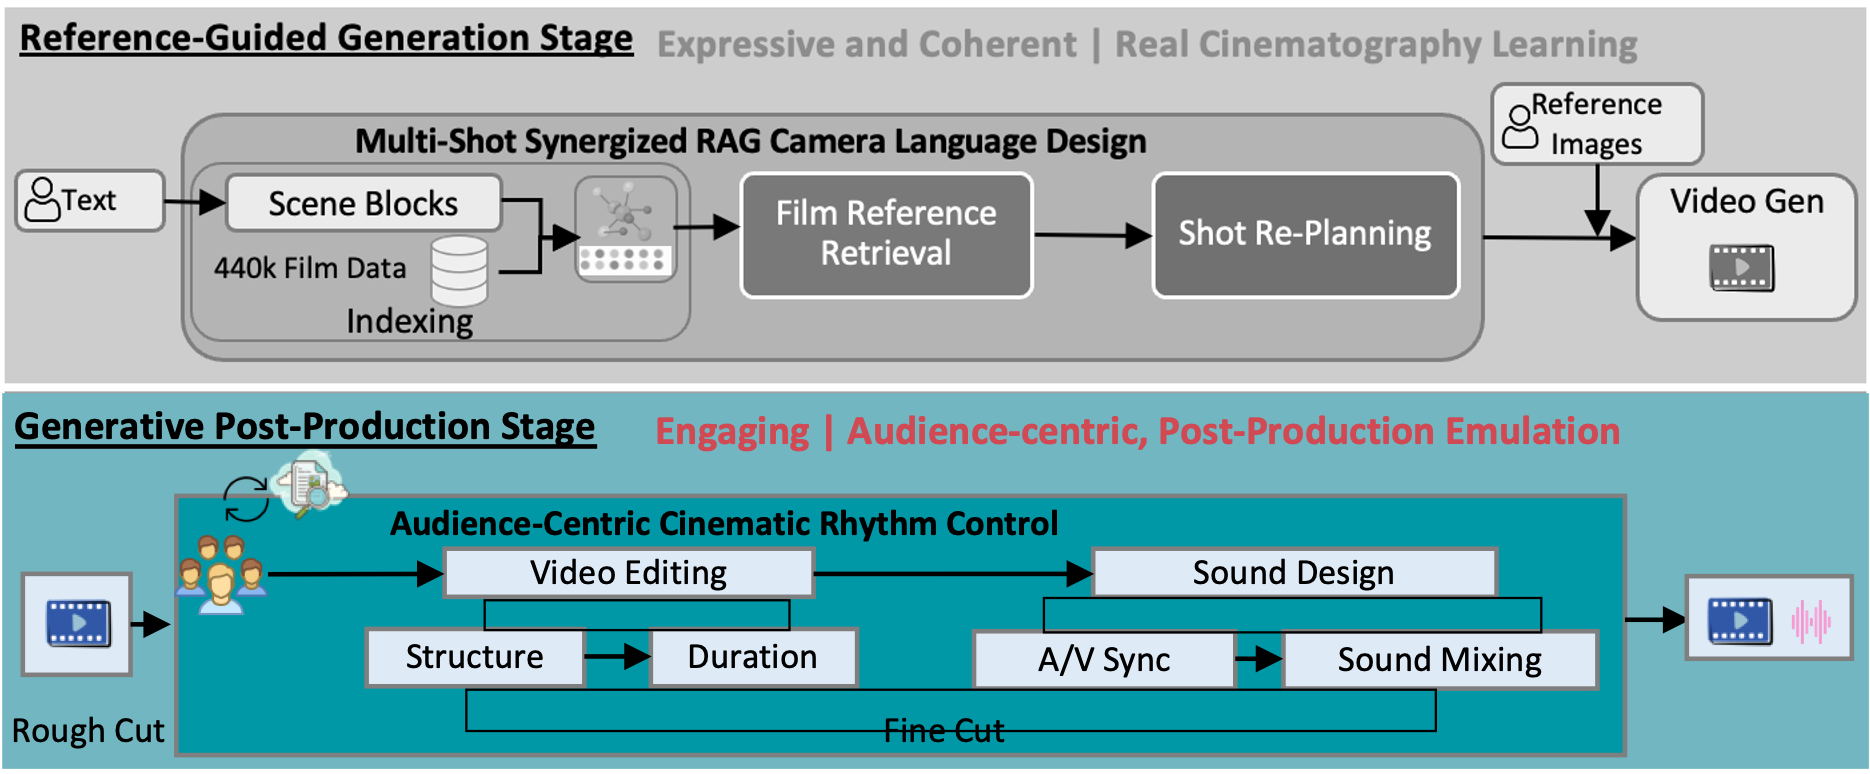 Reference-Guided Generation Stage
Expressive and Coherent | Real Cinematography Learning
Multi-Shot Synergized RAG Camera Language Design
Text
Scene Blocks
440k Film Data
Indexing
Film Reference
Retrieval
Shot Re-Planning
Reference
Images
Video Gen
Generative Post-Production Stage
Engaging | Audience-centric, Post-Production Emulation
Audience-Centric Cinematic Rhythm Control
Video Editing
Sound Design
Structure
Duration
A/V Sync
Sound Mixing
Rough Cut
Fine Cut